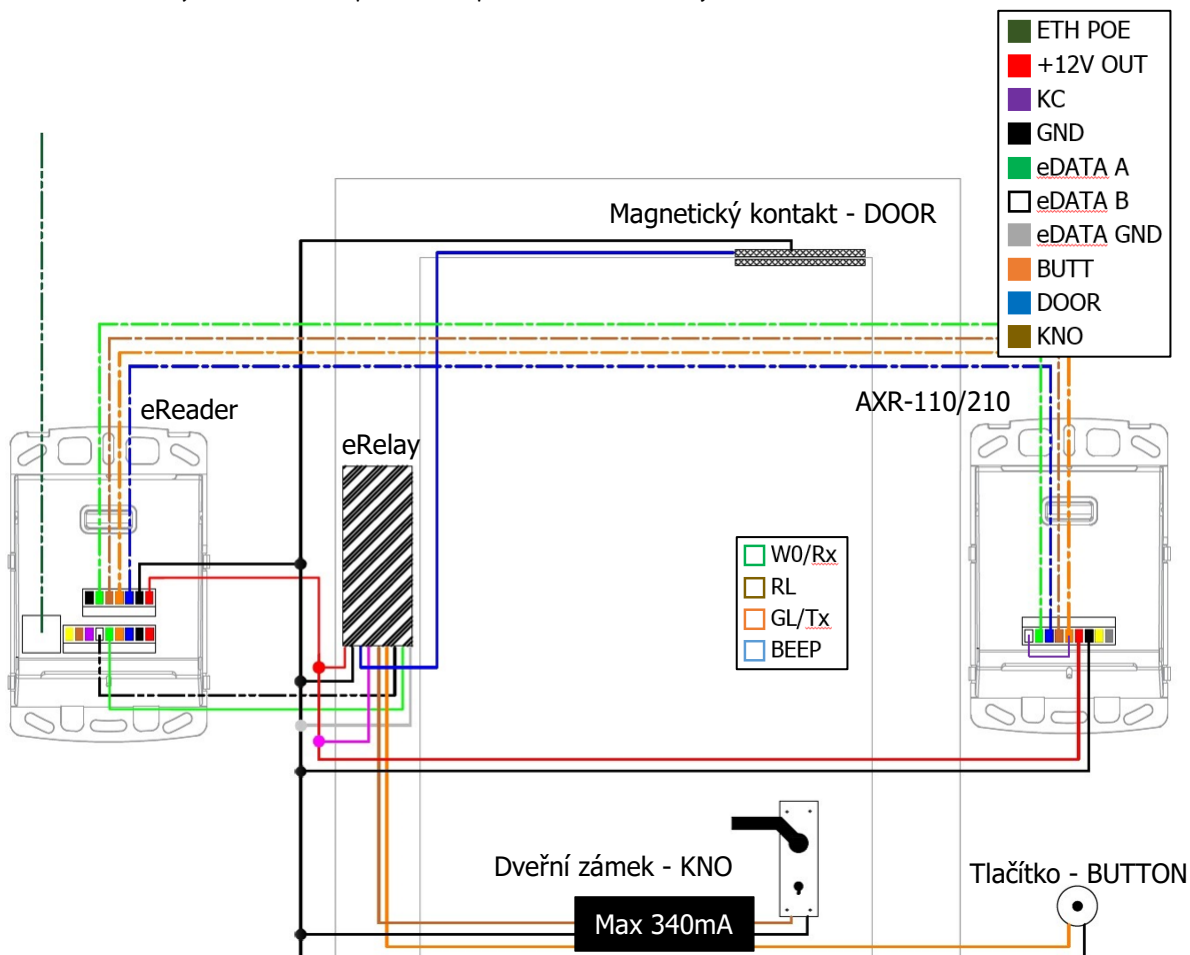 ETH POE
+12V OUT
KC
GND
eDATA A
eDATA B
eDATA GND
BUTT
DOOR
KNO
Magnetický kontakt - DOOR
eReader
AXR-110/210
eRelay
W0/Rx
RL
GL/Tx
BEEP
Dveřní zámek - KNO
Tlačítko - BUTTON
Max 340mA